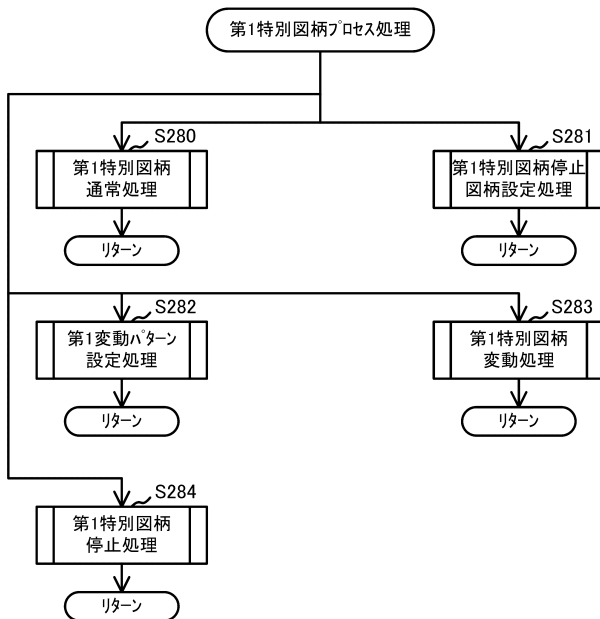 第1特別図柄プロセス処理
S280
第1特別図柄
通常処理
リターン
S281
第1特別図柄停止
図柄設定処理
リターン
S282
第1変動パターン
設定処理
リターン
S283
第1特別図柄
変動処理
リターン
S284
第1特別図柄
停止処理
リターン